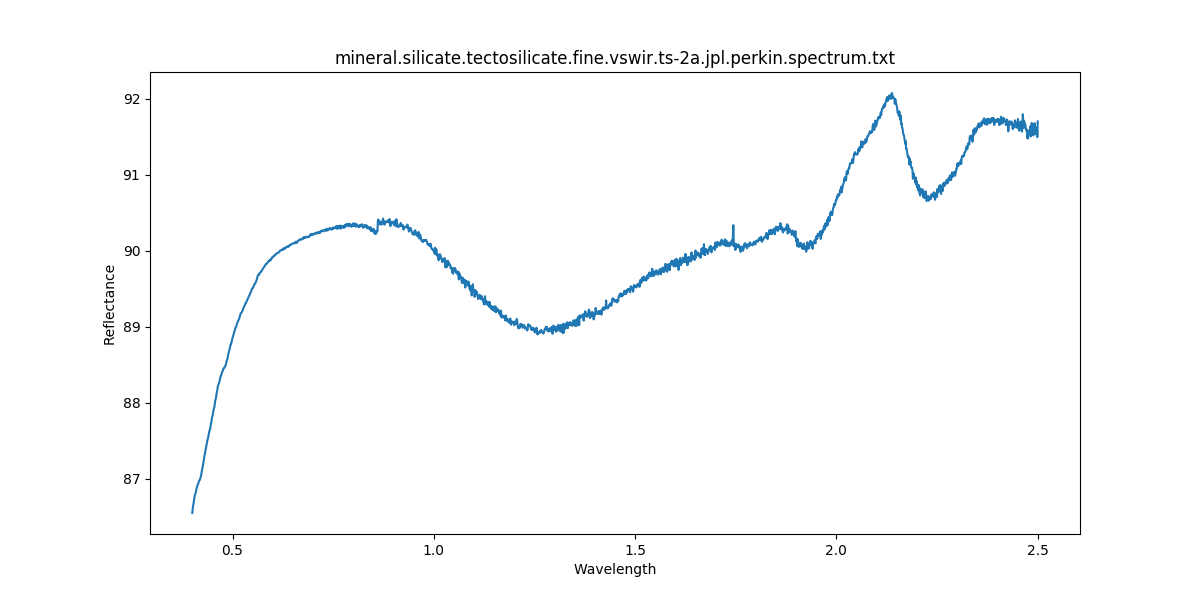 mineral.silicate.tectosilicate.fine.vswir.ts-2a.jpl.perkin.spectrum.txt
92
91
90
89
88
87
Reflectance
0.5 1.0 1.5 2.0 2.5
Wavelength